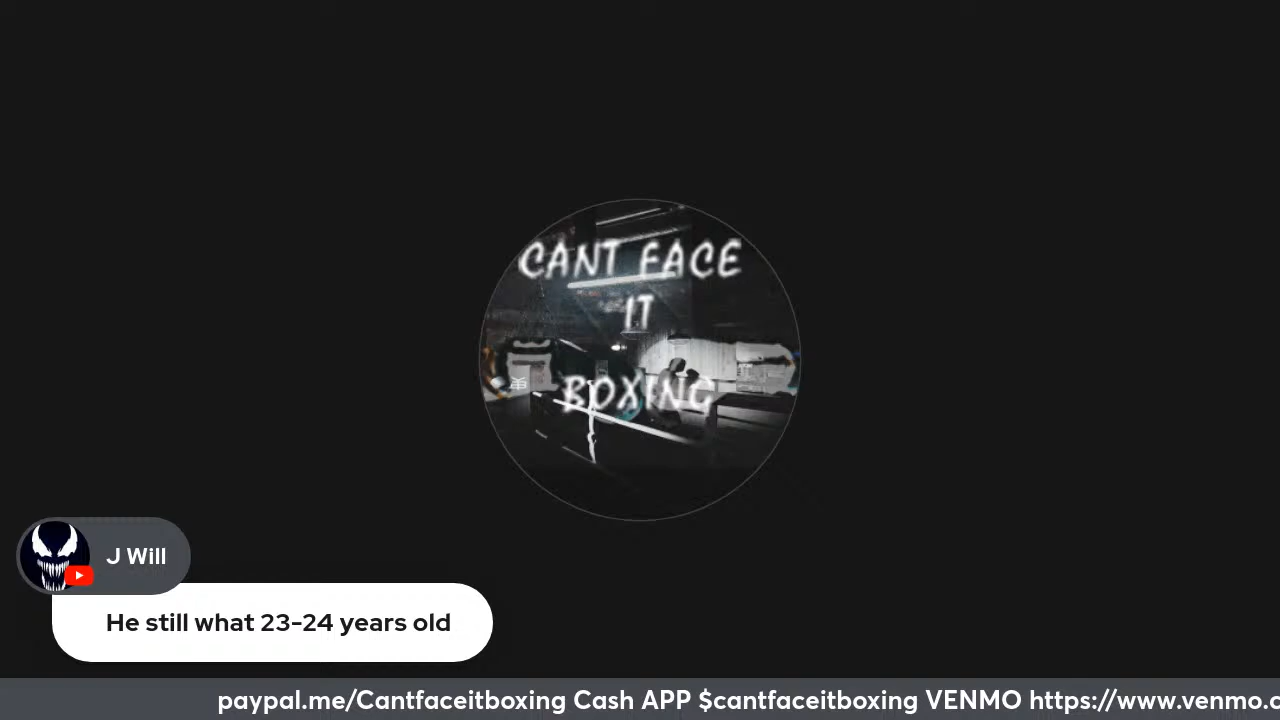 CANT FACE
IT
BOXING
J Will
He still what 23-24 years old
paypal.me/Cantfaceitboxing Cash APP $cantfaceitboxing VENMO https://www.venmo.c